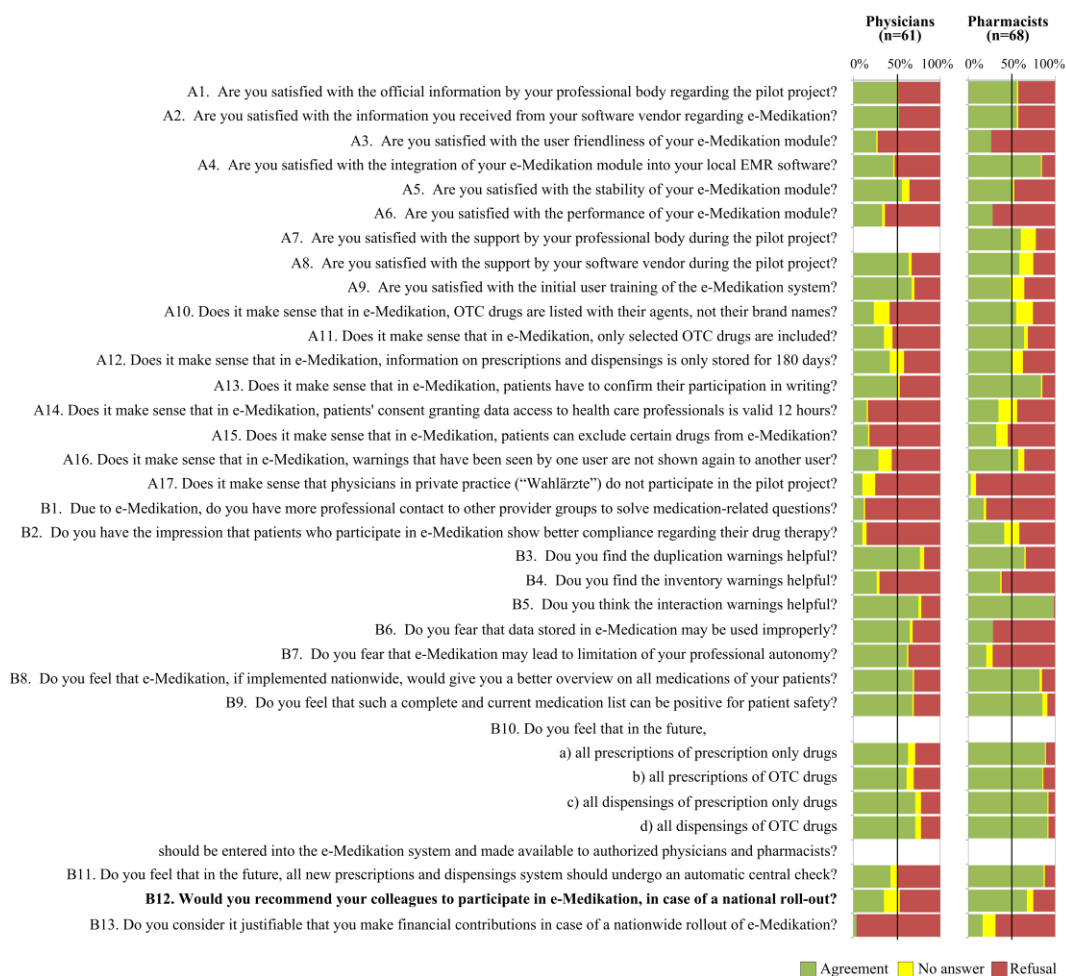 Physicians
(n=61)
Pharmacists
(n=68)
0% 50% 100%
0% 50% 100%
A1. Are you satisfied with the official information by your professional body regarding the pilot project?
A2. Are you satisfied with the information you received from your software vendor regarding e-Medikation?
A3. Are you satisfied with the user friendliness of your e-Medikation module?
A4. Are you satisfied with the integration of your e-Medikation module into your local EMR software?
A5. Are you satisfied with the stability of your e-Medikation module?
A6. Are you satisfied with the performance of your e-Medikation module?
A7. Are you satisfied with the support by your professional body during the pilot project?
A8. Are you satisfied with the support by your software vendor during the pilot project?
A9. Are you satisfied with the initial user training of the e-Medikation system?
A10. Does it make sense that in e-Medikation, OTC drugs are listed with their agents, not their brand names?
A11. Does it make sense that in e-Medikation, only selected OTC drugs are included?
A12. Does it make sense that in e-Medikation, information on prescriptions and dispensings is only stored for 180 days?
A13. Does it make sense that in e-Medikation, patients have to confirm their participation in writing?
A14. Does it make sense that in e-Medikation, patients' consent granting data access to health care professionals is valid 12 hours?
A15. Does it make sense that in e-Medikation, patients can exclude certain drugs from e-Medikation?
A16. Does it make sense that in e-Medikation, warnings that have been seen by one user are not shown again to another user?
A17. Does it make sense that physicians in private practice (“Wahlärzte”) do not participate in the pilot project?
B1. Due to e-Medikation, do you have more professional contact to other provider groups to solve medication-related questions?
B2. Do you have the impression that patients who participate in e-Medikation show better compliance regarding their drug therapy?
B3. Dou you find the duplication warnings helpful?
B4. Dou you find the inventory warnings helpful?
B5. Dou you think the interaction warnings helpful?
B6. Do you fear that data stored in e-Medication may be used improperly?
B7. Do you fear that e-Medikation may lead to limitation of your professional autonomy?
B8. Do you feel that e-Medikation, if implemented nationwide, would give you a better overview on all medications of your patients?
B9. Do you feel that such a complete and current medication list can be positive for patient safety?
B10. Do you feel that in the future,
a) all prescriptions of prescription only drugs
b) all prescriptions of OTC drugs
c) all dispensings of prescription only drugs
d) all dispensings of OTC drugs
should be entered into the e-Medikation system and made available to authorized physicians and pharmacists?
B11. Do you feel that in the future, all new prescriptions and dispensings system should undergo an automatic central check?
B12. Would you recommend your colleagues to participate in e-Medikation, in case of a national roll-out?
B13. Do you consider it justifiable that you make financial contributions in case of a nationwide rollout of e-Medikation?
Agreement No answer Refusal